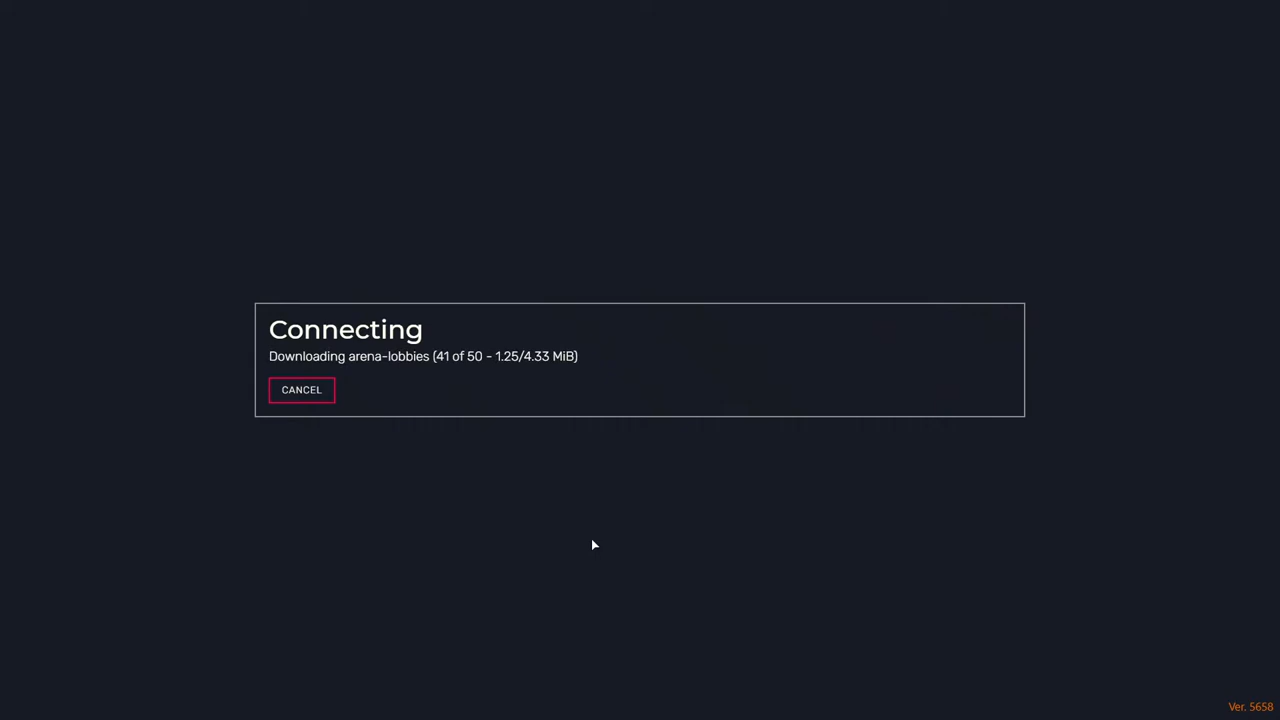 Connecting
Downloading arena-lobbies (41 of 50 - 1.25/4.33 MiB)
CANCEL
Ver. 5658